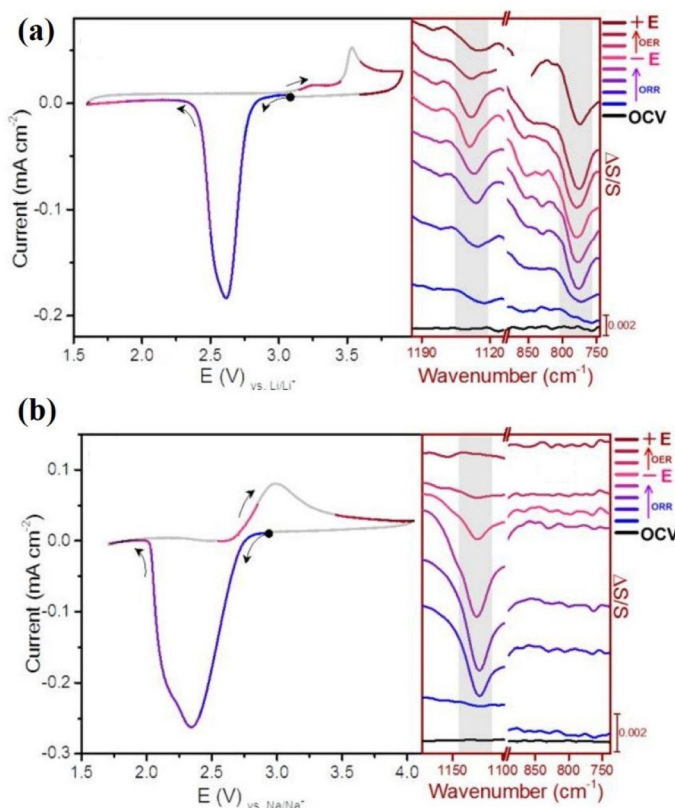 (a)
0.0
-0.1
-0.2
Current (mA cm-2)
1.5 2.0 2.5 3.0 3.5 4.0
E (V) vs. Li/Li+
+E
OER
-E
ORR
OCV
ΔS/S
0.002
1190 1120 850 800 750
Wavenumber (cm-1)
(b)
0.1
0.0
-0.1
-0.2
-0.3
Current (mA cm-2)
1.5 2.0 2.5 3.0 3.5 4.0
E (V) vs. Na/Na+
+E
OER
-E
ORR
OCV
ΔS/S
0.002
1150 1100 850 800 750
Wavenumber (cm-1)